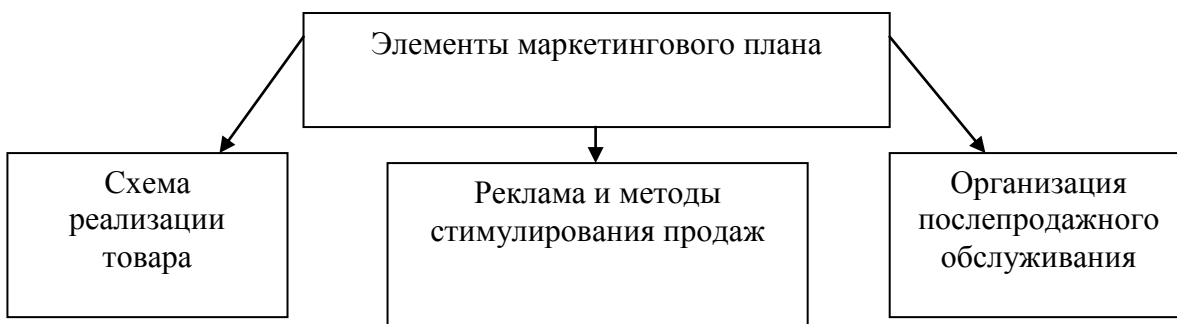 Элементы маркетингового плана
Схема
реализации
товара
Реклама и методы
стимулирования продаж
Организация
послепродажного
обслуживания